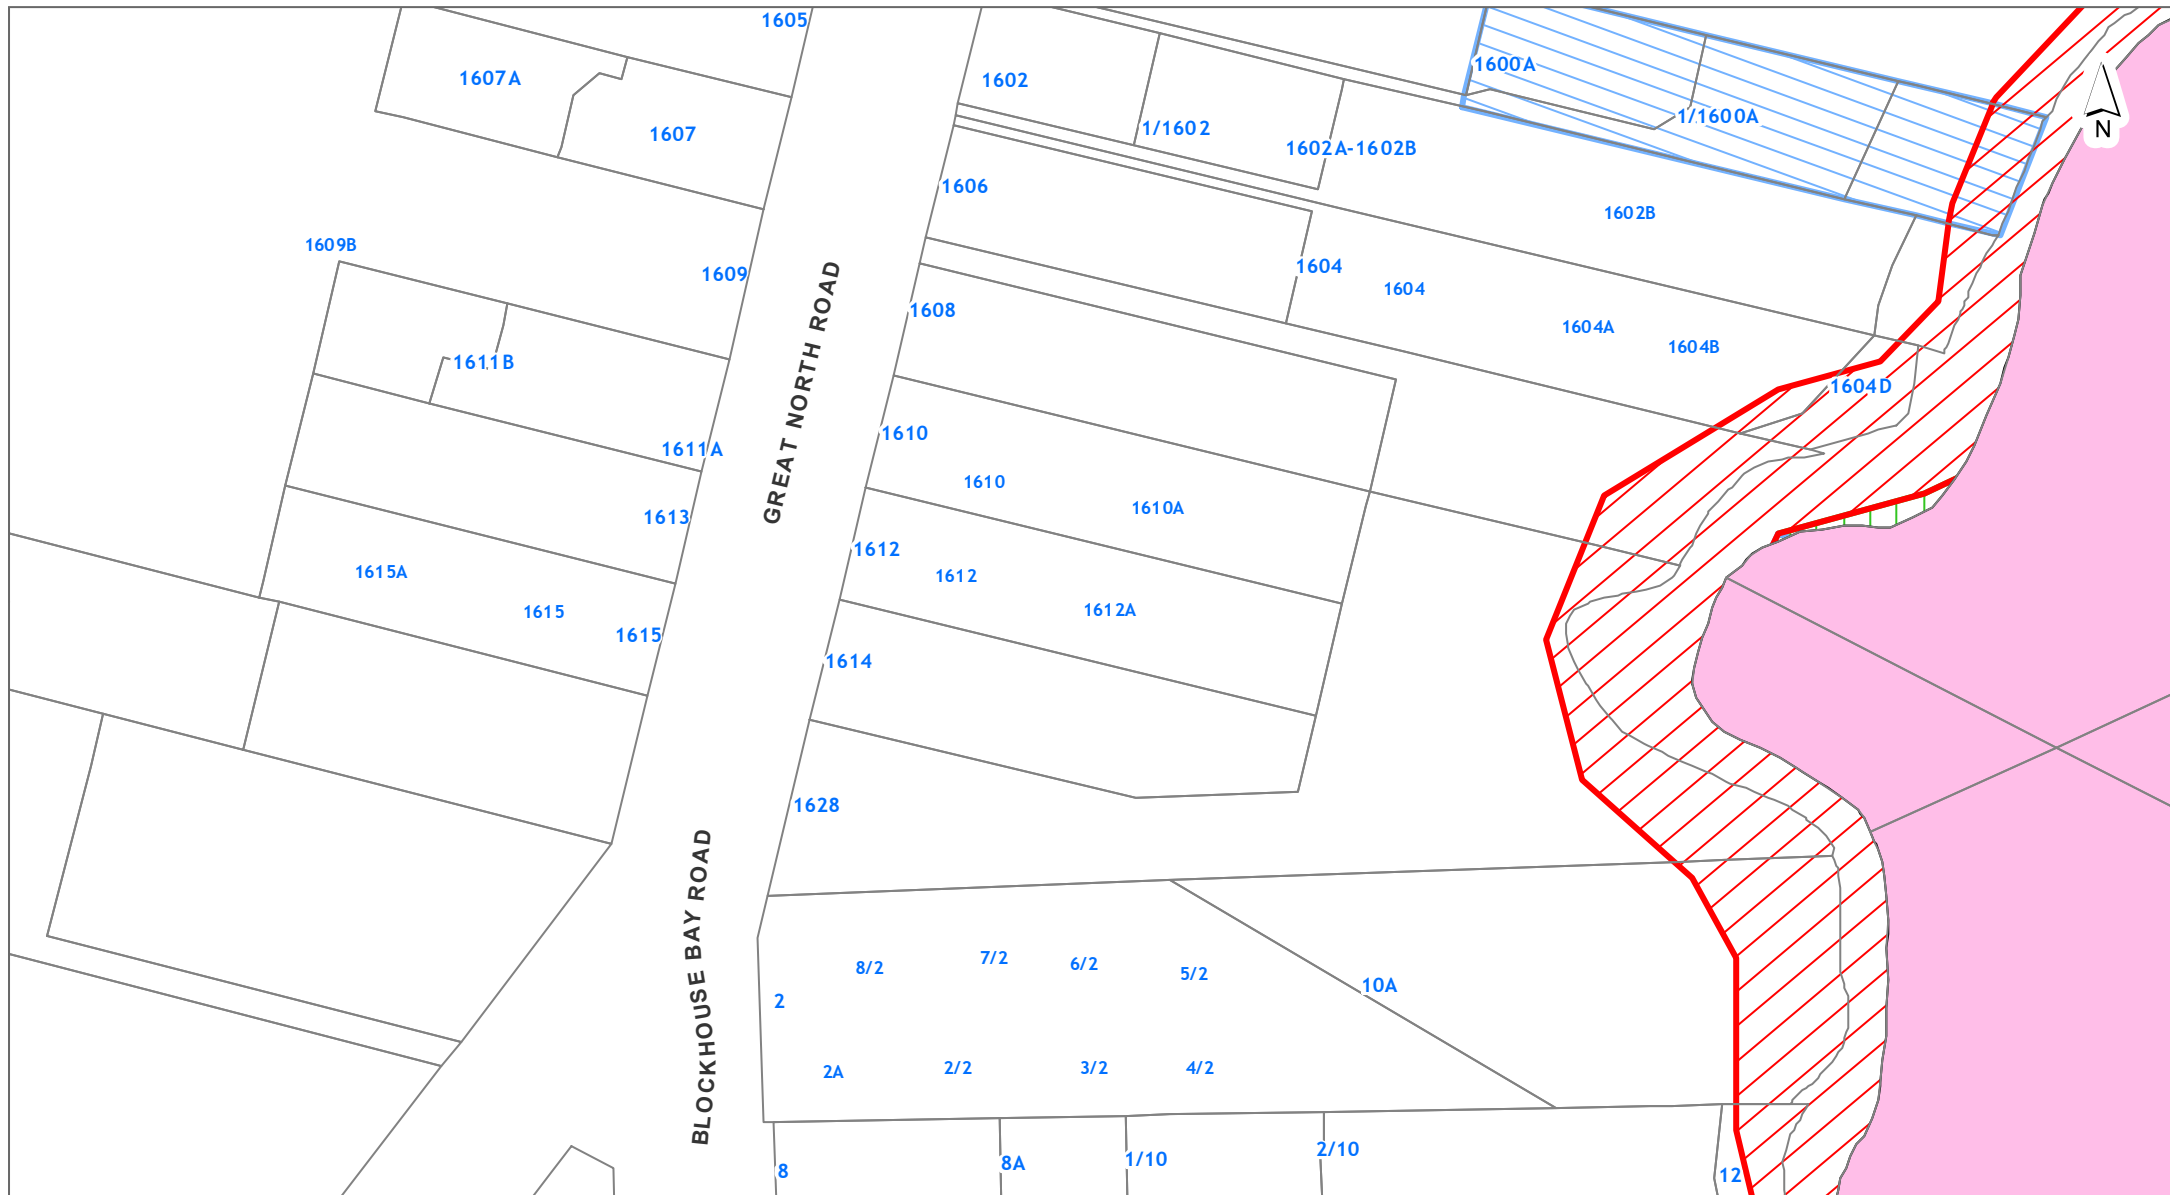 1605
1607A
1602
1600A
1607
1/1602
1/1600A
N
1602A-1602B
1606
1602B
1609B
1609
1604
1604
1608
1604A
1604B
1611B
1604D
1610
1611A
1610
1610A
1613
1612
1612
1615A
1612A
1615
1615
1614
GREAT NORTH ROAD
1628
BLOCKHOUSE BAY ROAD
8/2
7/2
6/2
5/2
10A
2
2A
2/2
3/2
4/2
8
8A
1/10
2/10
12